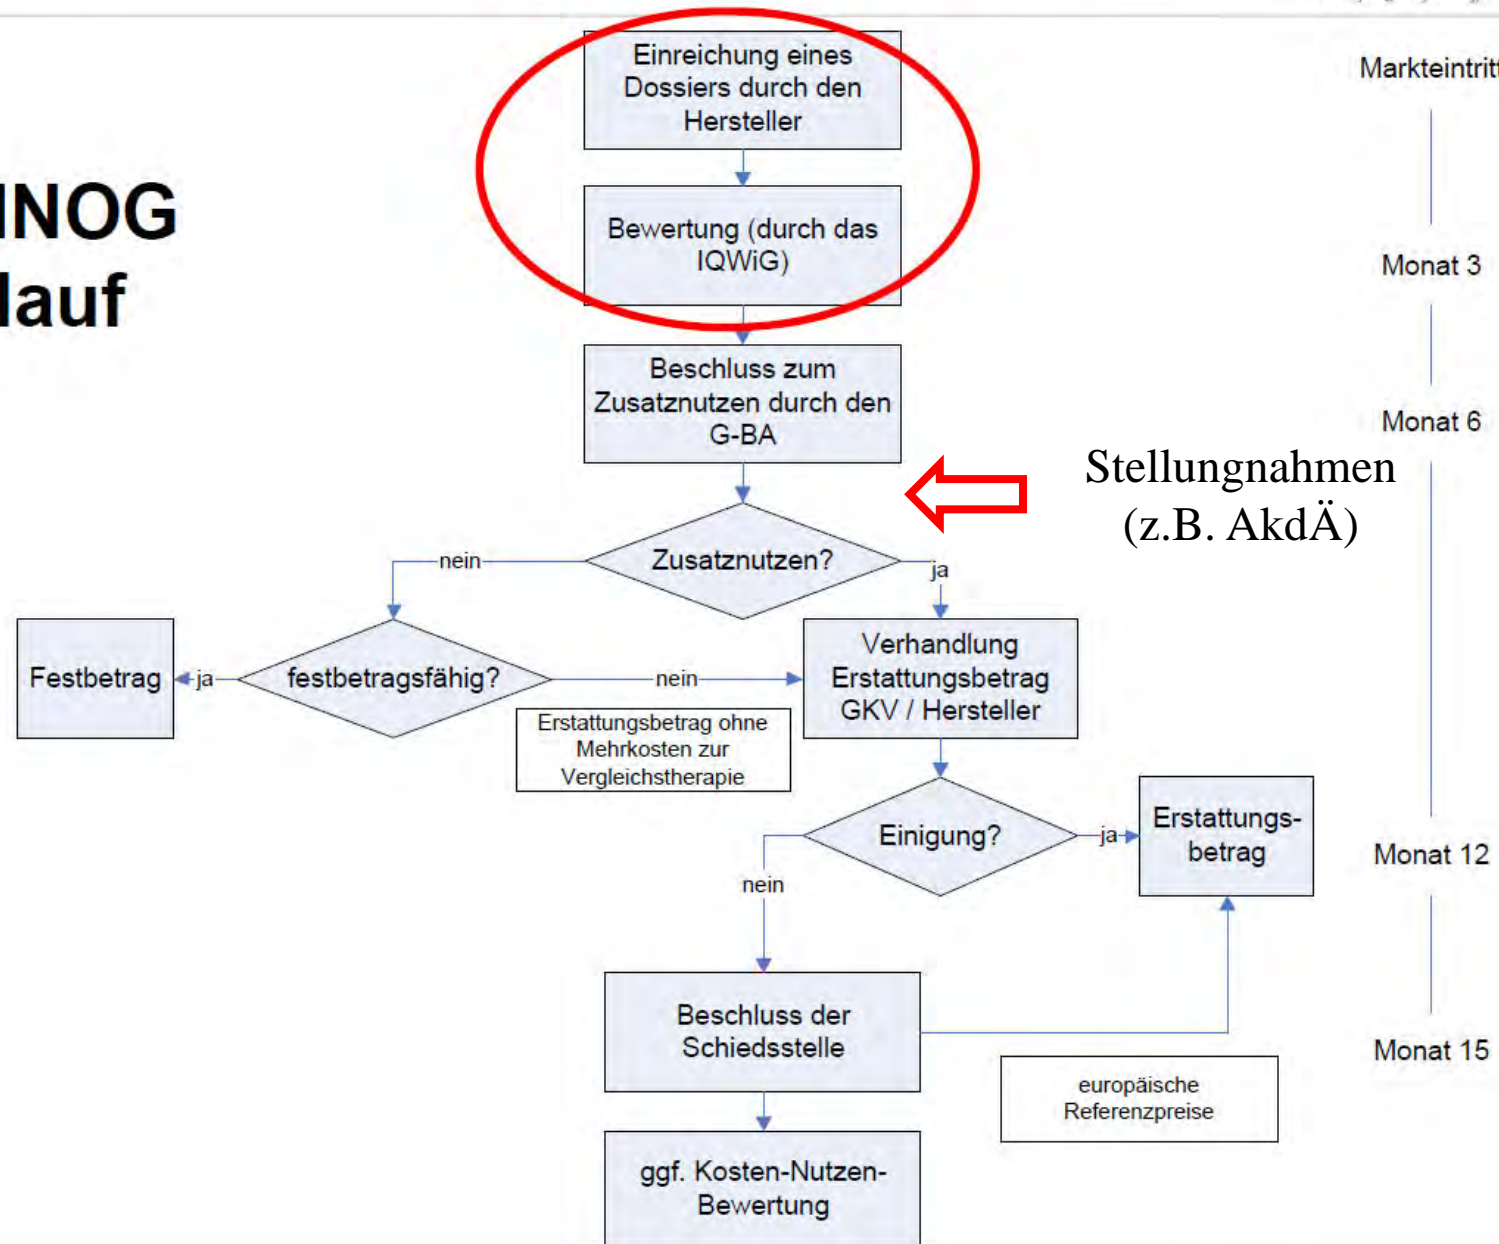 Einreichung eines
Dossiers durch den
Hersteller
Markteintritt
NOG
lauf
Bewertung (durch das
IQWiG)
Monat 3
Beschluss zum
Zusatznutzen durch den
G-BA
Monat 6
Stellungnahmen
(z.B. AkdÄ)
Zusatznutzen?
nein
ja
Festbetrag
ja
festbetragsfähig?
nein
Verhandlung
Erstattungsbetrag
GKV / Hersteller
Erstattungsbetrag ohne
Mehrkosten zur
Vergleichstherapie
Einigung?
ja
Erstattungs-
betrag
Monat 12
nein
Beschluss der
Schiedsstelle
Monat 15
europäische
Referenzpreise
ggf. Kosten-Nutzen-
Bewertung